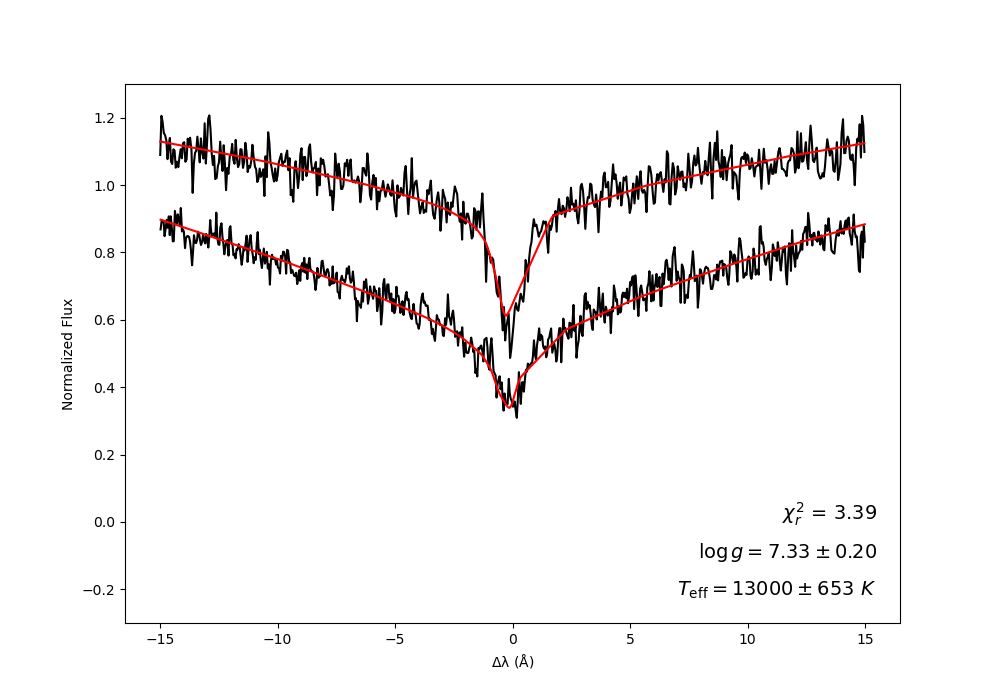 1.2
1.0
0.8
0.6
0.4
0.2
0.0
−0.2
Normalized Flux
χ²ᵣ = 3.39
log g = 7.33 ± 0.20
T_eff = 13000 ± 653 K
−15 −10 −5 0 5 10 15
Δλ (Å)